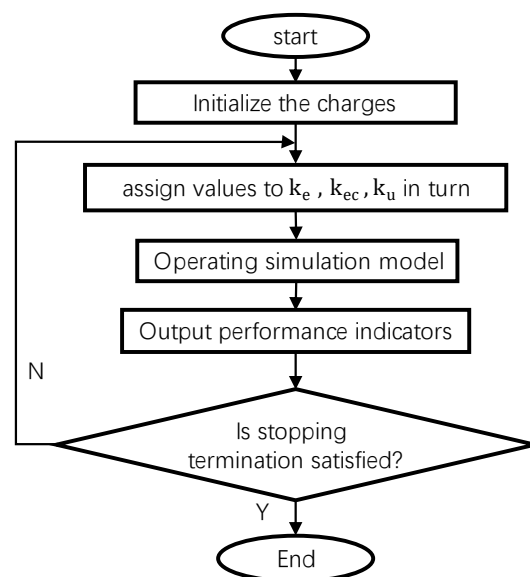 start
Initialize the charges
assign values to kₑ , kₑ𝒸, kᵤ in turn
Operating simulation model
Output performance indicators
N
Is stopping
termination satisfied?
Y
End